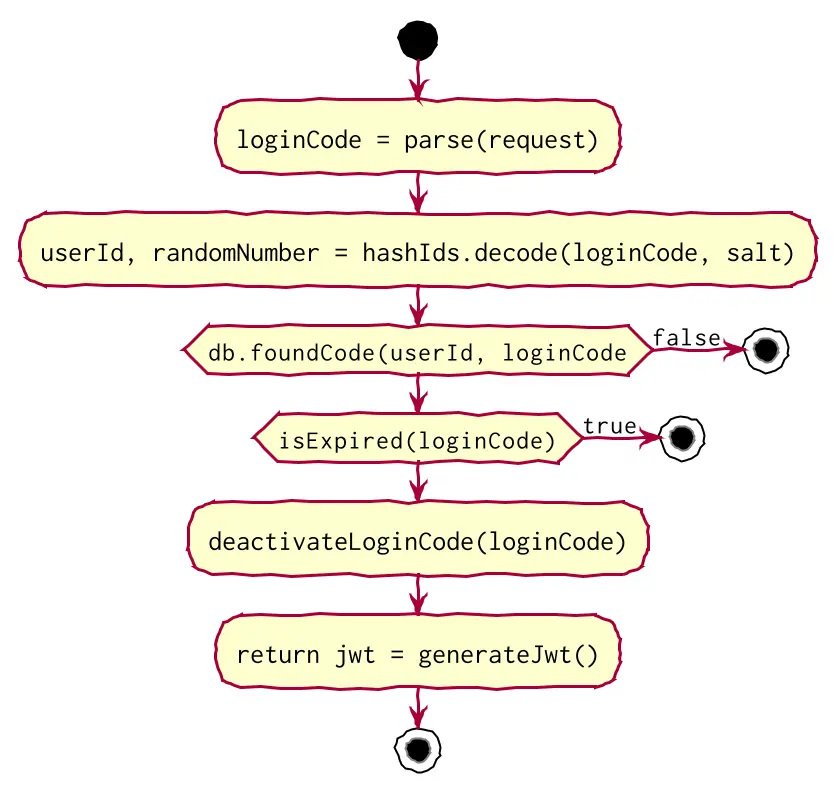 loginCode = parse(request)
userId, randomNumber = hashIds.decode(loginCode, salt)
db.foundCode(userId, loginCode
false
isExpired(loginCode)
true
deactivateLoginCode(loginCode)
return jwt = generateJwt()